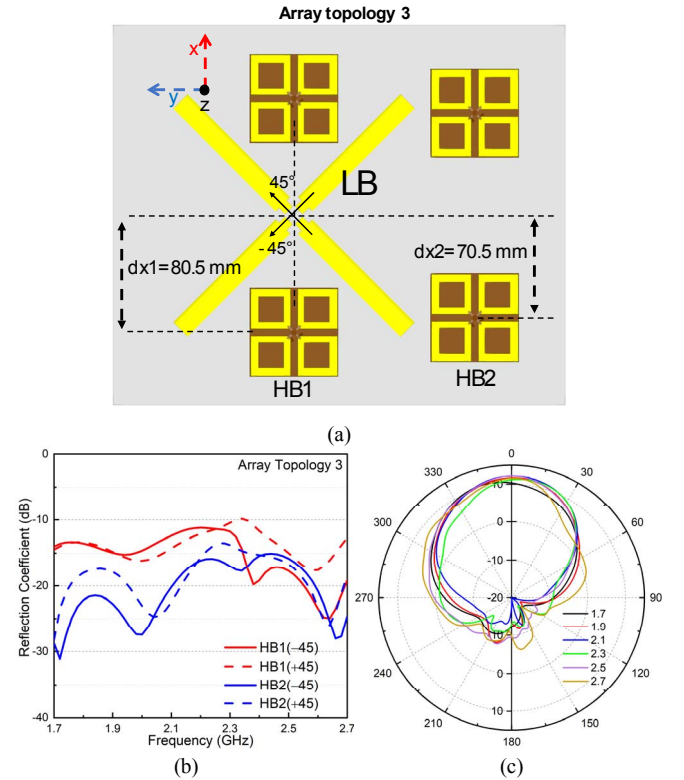 Array topology 3
x
y
z
45°
LB
-45°
dx1=80.5 mm
dx2=70.5 mm
HB1
HB2
(a)
Array Topology 3
Reflection Coefficient (dB)
0
-10
-20
-30
-40
HB1(−45)
HB1(+45)
HB2(−45)
HB2(+45)
1.7
1.9
2.1
2.3
2.5
2.7
Frequency (GHz)
(b)
0
30
60
90
120
150
180
210
240
270
300
330
10
0
-10
-20
10
0
10
1.7
1.9
2.1
2.3
2.5
2.7
(c)